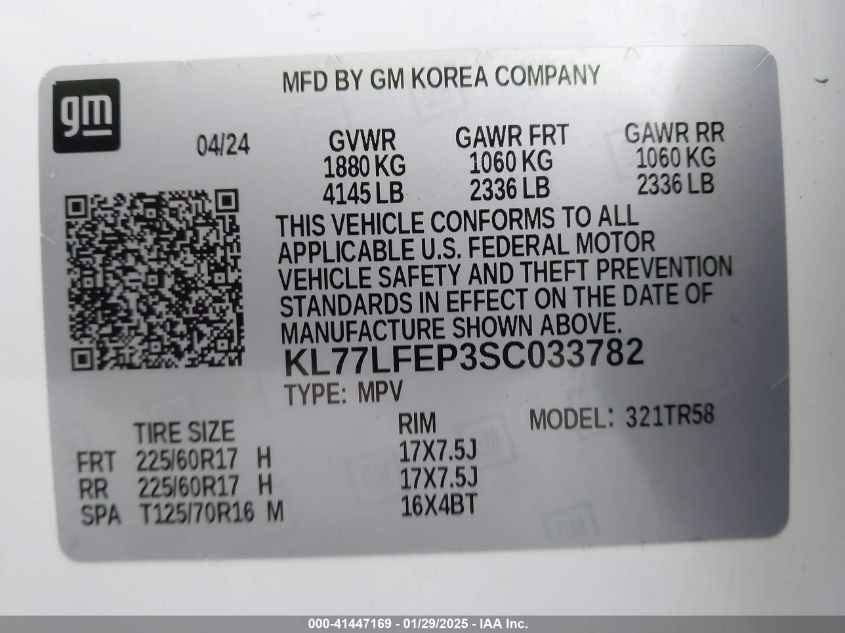 gm
MFD BY GM KOREA COMPANY
04/24
GVWR GAWR FRT GAWR RR
1880 KG 1060 KG 1060 KG
4145 LB 2336 LB 2336 LB
THIS VEHICLE CONFORMS TO ALL
APPLICABLE U.S. FEDERAL MOTOR
VEHICLE SAFETY AND THEFT PREVENTION
STANDARDS IN EFFECT ON THE DATE OF
MANUFACTURE SHOWN ABOVE.
KL77LFEP3SC033782
TYPE: MPV
MODEL: 321TR58
TIRE SIZE RIM
FRT 225/60R17 H 17X7.5J
RR 225/60R17 H 17X7.5J
SPA T125/70R16 M 16X4BT
000-41447169 - 01/29/2025 - IAA Inc.